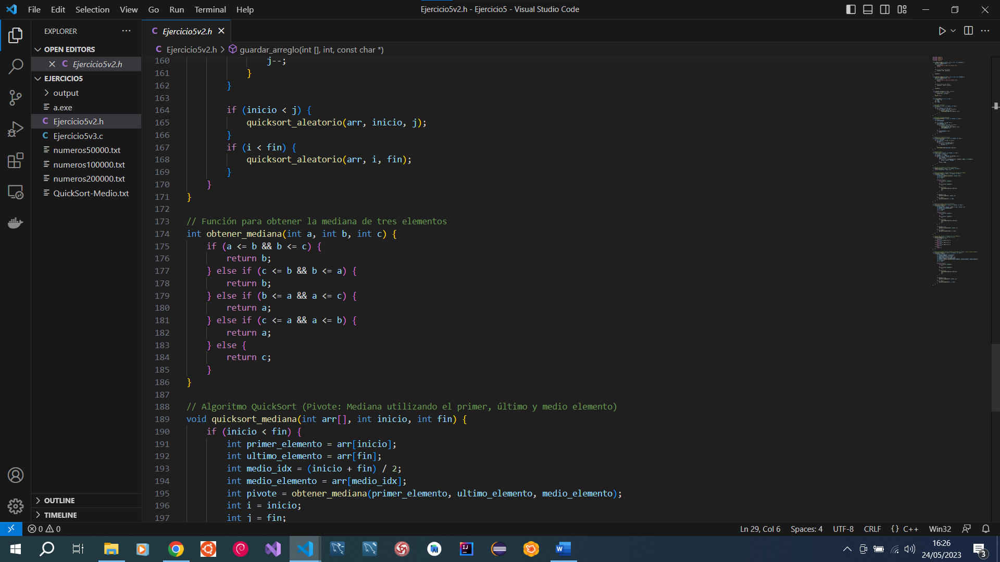 File Edit Selection View Go Run Terminal Help
Ejercicio5v2.h - Ejercicio5 - Visual Studio Code
EXPLORER
OPEN EDITORS
C Ejercicio5v2.h
EJERCICIO5
output
a.exe
C Ejercicio5v2.h
C Ejercicio5v3.c
numeros50000.txt
numeros100000.txt
numeros200000.txt
QuickSort-Medio.txt
OUTLINE
TIMELINE
C Ejercicio5v2.h
C Ejercicio5v2.h > guardar_arreglo(int [], int, const char *)
160 j--;
161 }
162 }
163
164 if (inicio < j) {
165 quicksort_aleatorio(arr, inicio, j);
166 }
167 if (i < fin) {
168 quicksort_aleatorio(arr, i, fin);
169 }
170 }
171 }
172
173 // Función para obtener la mediana de tres elementos
174 int obtener_mediana(int a, int b, int c) {
175 if (a <= b && b <= c) {
176 return b;
177 } else if (c <= b && b <= a) {
178 return b;
179 } else if (b <= a && a <= c) {
180 return a;
181 } else if (c <= a && a <= b) {
182 return a;
183 } else {
184 return c;
185 }
186 }
187
188 // Algoritmo QuickSort (Pivote: Mediana utilizando el primer, último y medio elemento)
189 void quicksort_mediana(int arr[], int inicio, int fin) {
190 if (inicio < fin) {
191 int primer_elemento = arr[inicio];
192 int ultimo_elemento = arr[fin];
193 int medio_idx = (inicio + fin) / 2;
194 int medio_elemento = arr[medio_idx];
195 int pivote = obtener_mediana(primer_elemento, ultimo_elemento, medio_elemento);
196 int i = inicio;
197 int j = fin;
0 0
Ln 29, Col 6 Spaces: 4 UTF-8 CRLF {} C++ Win32
16:26
24/05/2023
3